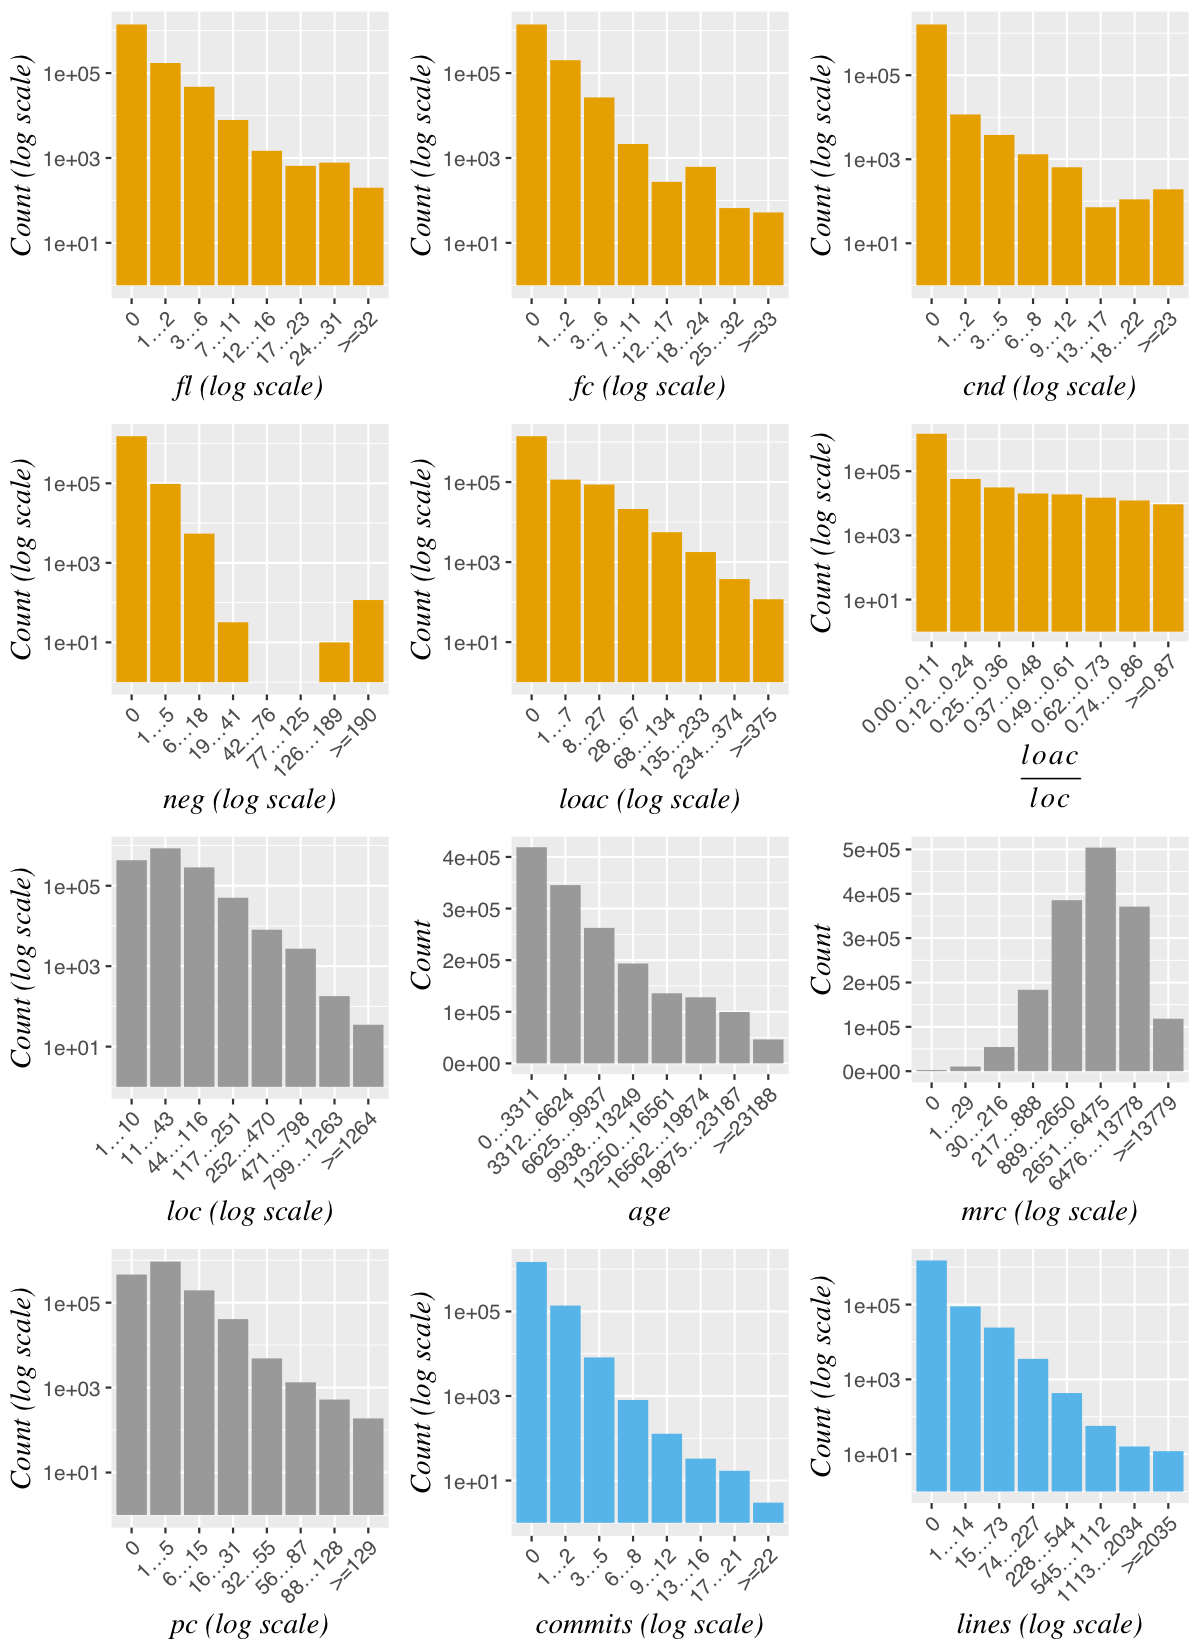 Count (log scale)
1e+05
1e+03
1e+01
0
1...2
3...6
7...11
12...16
17...23
24...31
>=32
fl (log scale)
Count (log scale)
1e+05
1e+03
1e+01
0
1...2
3...6
7...11
12...17
18...24
25...32
>=33
fc (log scale)
Count (log scale)
1e+05
1e+03
1e+01
0
1...2
3...5
6...8
9...12
13...17
18...22
>=23
cnd (log scale)
Count (log scale)
1e+05
1e+03
1e+01
0
1...5
6...18
19...41
42...76
77...125
126...189
>=190
neg (log scale)
Count (log scale)
1e+05
1e+03
1e+01
0
1...7
8...27
28...67
68...134
135...233
234...374
>=375
loac (log scale)
Count (log scale)
1e+05
1e+03
1e+01
0.00...0.11
0.12...0.24
0.25...0.36
0.37...0.48
0.49...0.61
0.62...0.73
0.74...0.86
>=0.87
loac
loc
Count (log scale)
1e+05
1e+03
1e+01
1...10
11...43
44...116
117...251
252...470
471...798
799...1263
>=1264
loc (log scale)
Count
4e+05
3e+05
2e+05
1e+05
0e+00
0...3311
3312...6624
6625...9937
9938...13249
13250...16561
16562...19874
19875...23187
>=23188
age
Count
5e+05
4e+05
3e+05
2e+05
1e+05
0e+00
0
1...29
30...216
217...888
889...2650
2651...6475
6476...13778
>=13779
mrc (log scale)
Count (log scale)
1e+05
1e+03
1e+01
0
1...5
6...15
16...31
32...55
56...87
88...128
>=129
pc (log scale)
Count (log scale)
1e+05
1e+03
1e+01
0
1...2
3...5
6...8
9...12
13...16
17...21
>=22
commits (log scale)
Count (log scale)
1e+05
1e+03
1e+01
0
1...14
15...73
74...227
228...544
545...1112
1113...2034
>=2035
lines (log scale)